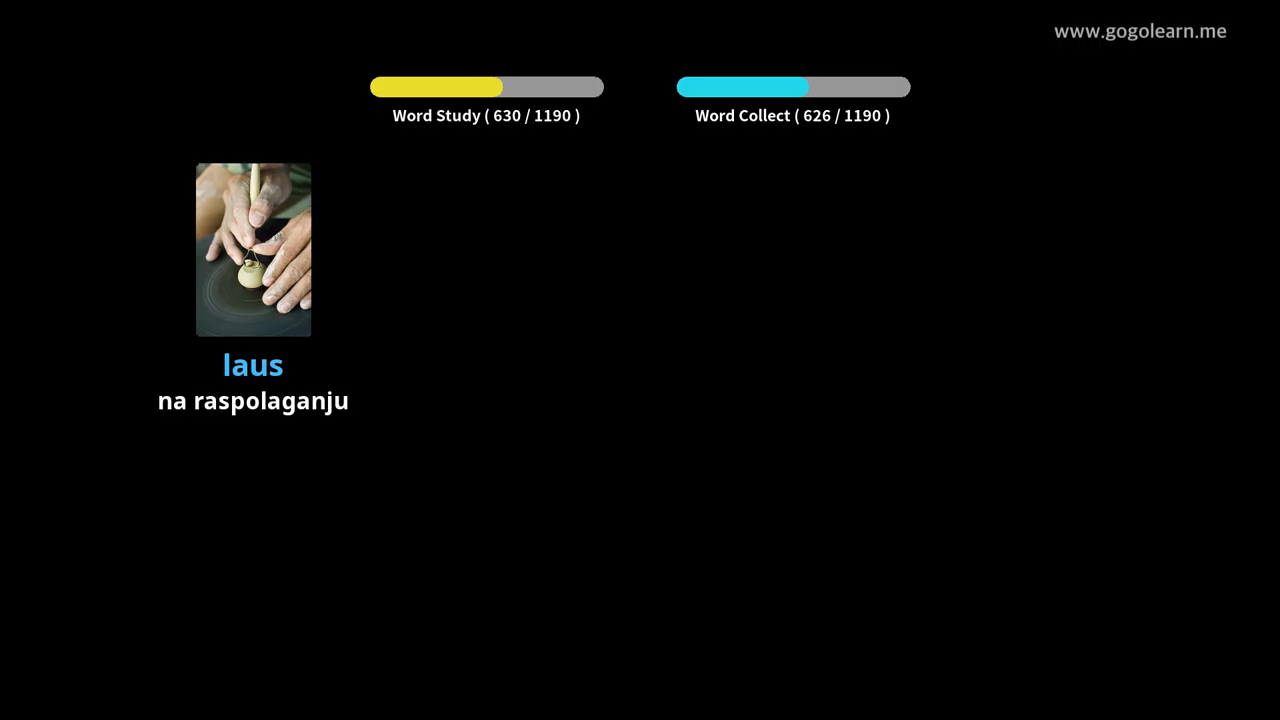 www.gogolearn.me
Word Study ( 630 / 1190 )
Word Collect ( 626 / 1190 )
laus
na raspolaganju